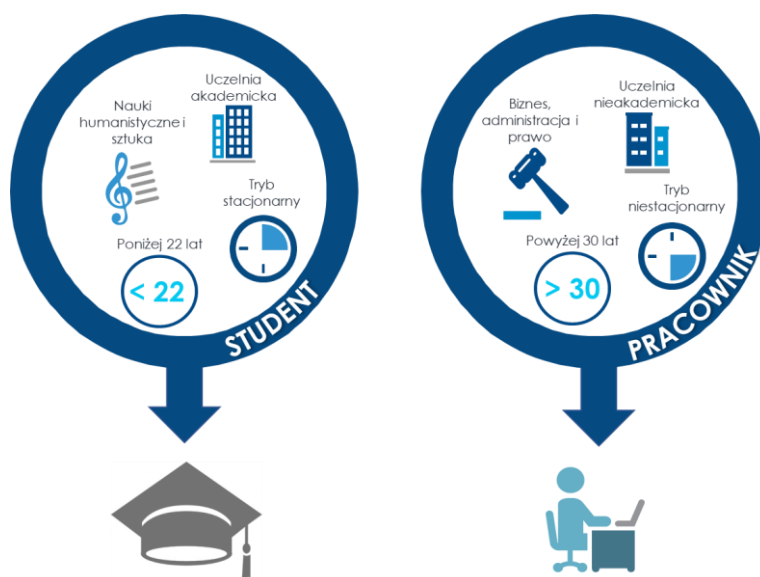 Uczelnia
akademicka
Nauki
humanistyczne i
sztuka
Tryb
stacjonarny
Poniżej 22 lat
< 22
STUDENT
Uczelnia
nieakademicka
Biznes,
administracja i
prawo
Tryb
niestacjonarny
Powyżej 30 lat
> 30
PRACOWNIK